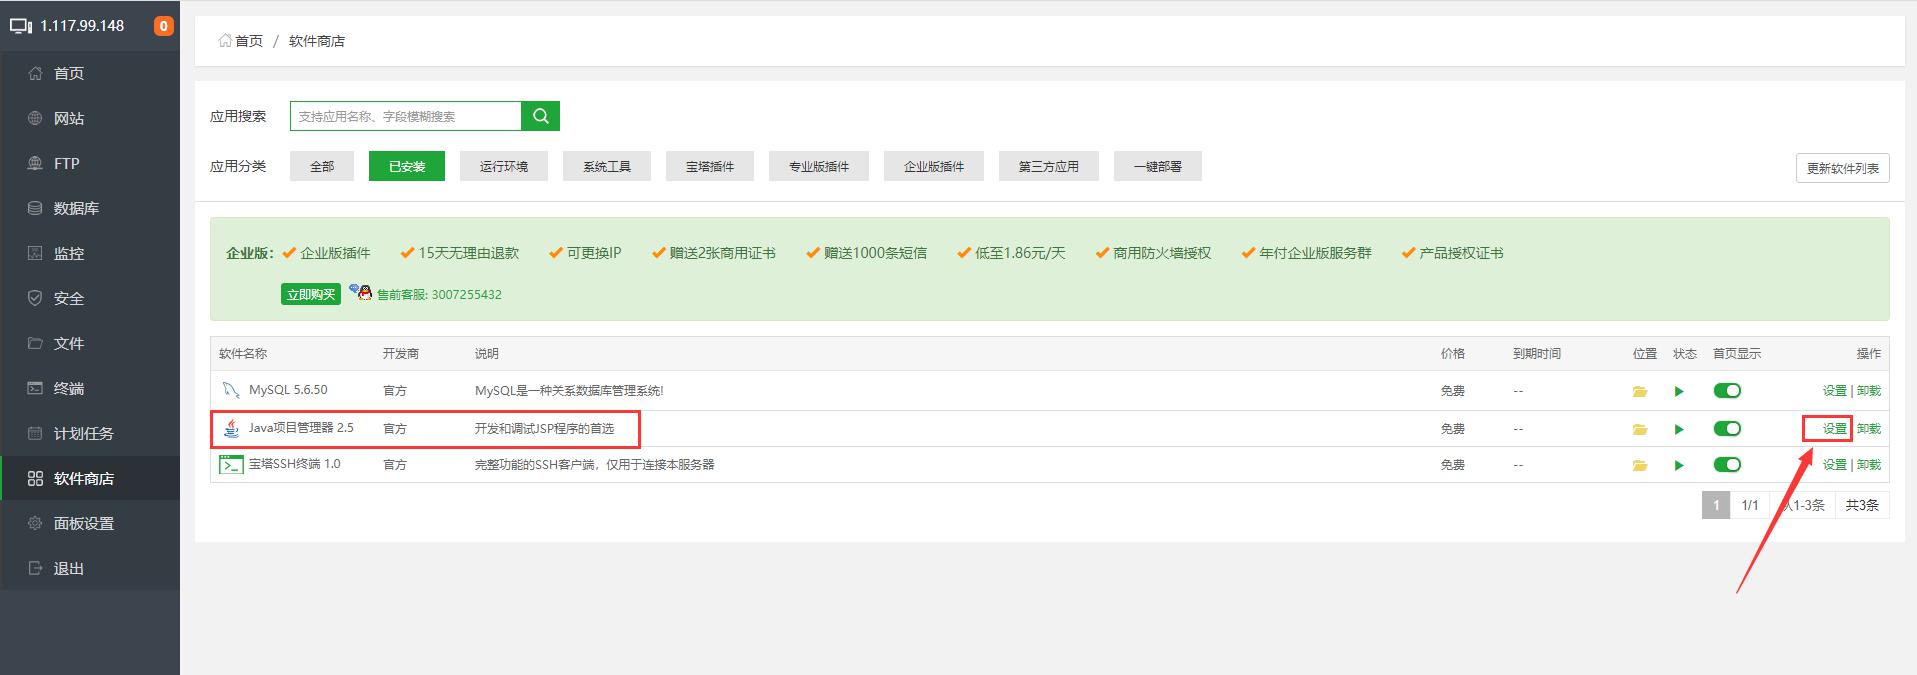 1.117.99.148 0
首页
网站
FTP
数据库
监控
安全
文件
终端
计划任务
软件商店
面板设置
退出
首页 / 软件商店
应用搜索 支持应用名称、字段模糊搜索
应用分类 全部 已安装 运行环境 系统工具 宝塔插件 专业版插件 企业版插件 第三方应用 一键部署 更新软件列表
企业版: 企业版插件 15天无理由退款 可更换IP 赠送2张商用证书 赠送1000条短信 低至1.86元/天 商用防火墙授权 年付企业版服务群 产品授权证书
立即购买 售前客服: 3007255432
软件名称 开发商 说明 价格 到期时间 位置 状态 首页显示 操作
MySQL 5.6.50 官方 MySQL是一种关系数据库管理系统! 免费 -- 设置 | 卸载
Java项目管理器 2.5 官方 开发和调试JSP程序的首选 免费 -- 设置 卸载
宝塔SSH终端 1.0 官方 完整功能的SSH客户端，仅用于连接本服务器 免费 -- 设置 | 卸载
1 1/1 从1-3条 共3条